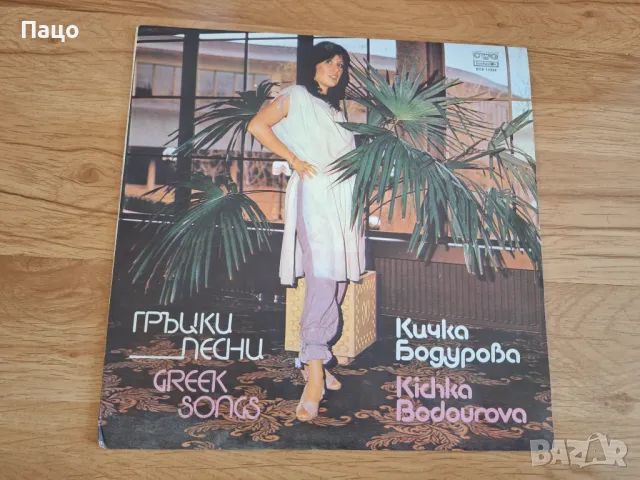 Пацо
ГРЪЦКИ
ПЕСНИ
GREEK
SONGS
Кичка
Бодурова
Kichka
Bodourova
BAZAR